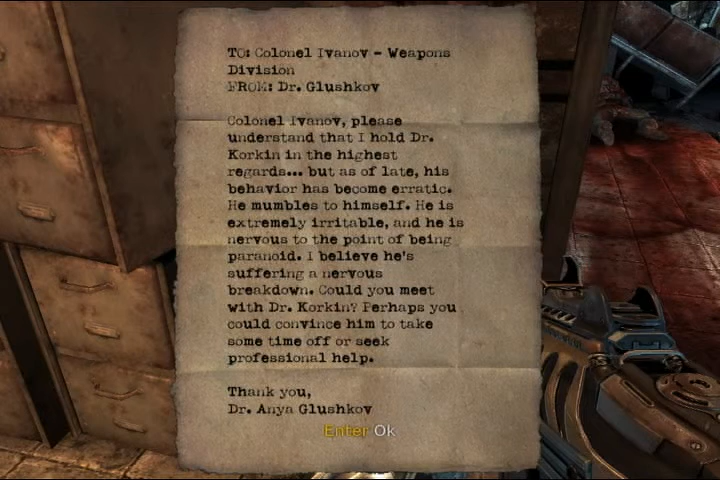 TO: Colonel Ivanov - Weapons
Division
FROM: Dr. Glushkov
Colonel Ivanov, please
understand that I hold Dr.
Korkin in the highest
regards... but as of late, his
behavior has become erratic.
He mumbles to himself. He is
extremely irritable, and he is
nervous to the point of being
paranoid. I believe he's
suffering a nervous
breakdown. Could you meet
with Dr. Korkin? Perhaps you
could convince him to take
some time off or seek
professional help.
Thank you,
Dr. Anya Glushkov
Enter Ok